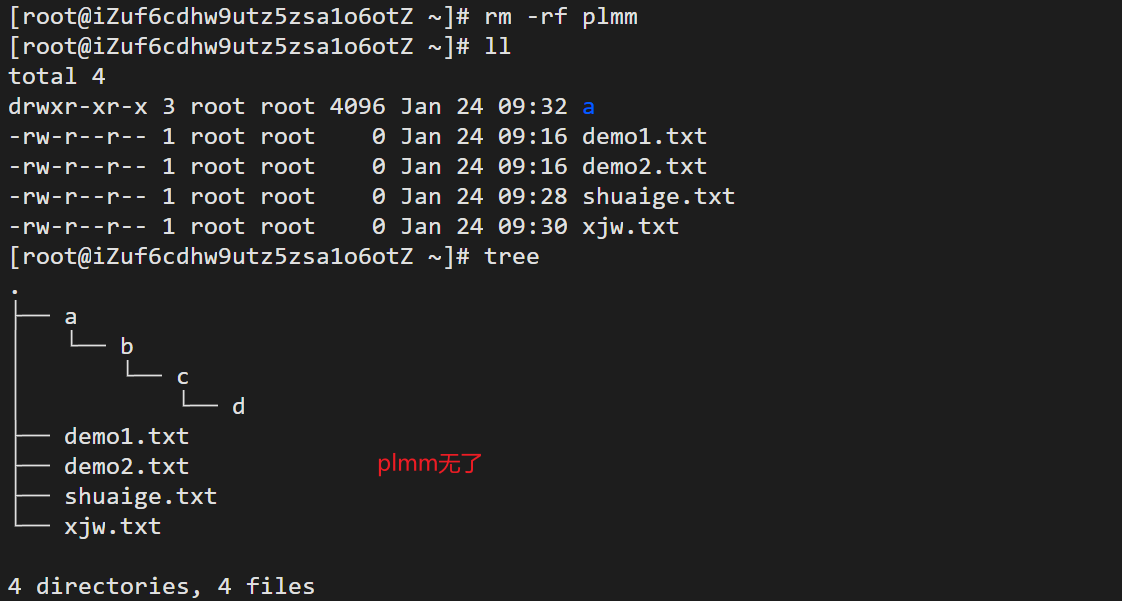 [root@iZuf6cdhw9utz5zsa1o6otZ ~]# rm -rf plmm
[root@iZuf6cdhw9utz5zsa1o6otZ ~]# ll
total 4
drwxr-xr-x 3 root root 4096 Jan 24 09:32 a
-rw-r--r-- 1 root root    0 Jan 24 09:16 demo1.txt
-rw-r--r-- 1 root root    0 Jan 24 09:16 demo2.txt
-rw-r--r-- 1 root root    0 Jan 24 09:28 shuaige.txt
-rw-r--r-- 1 root root    0 Jan 24 09:30 xjw.txt
[root@iZuf6cdhw9utz5zsa1o6otZ ~]# tree
.
├── a
│   └── b
│       └── c
│           └── d
├── demo1.txt
├── demo2.txt
plmm无了
├── shuaige.txt
└── xjw.txt
4 directories, 4 files